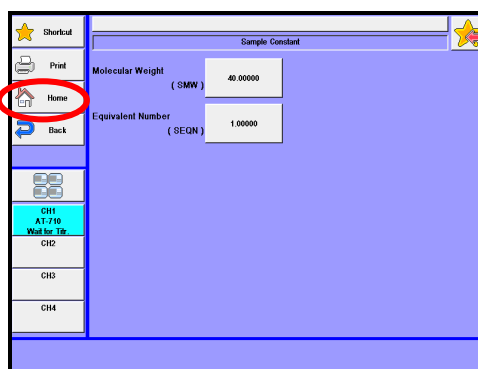 Shortcut
Sample Constant
Print
Home
Back
Molecular Weight
( SMW )
40.00000
Equivalent Number
( SEQN )
1.00000
CH1
AT-710
Wait for Titr.
CH2
CH3
CH4